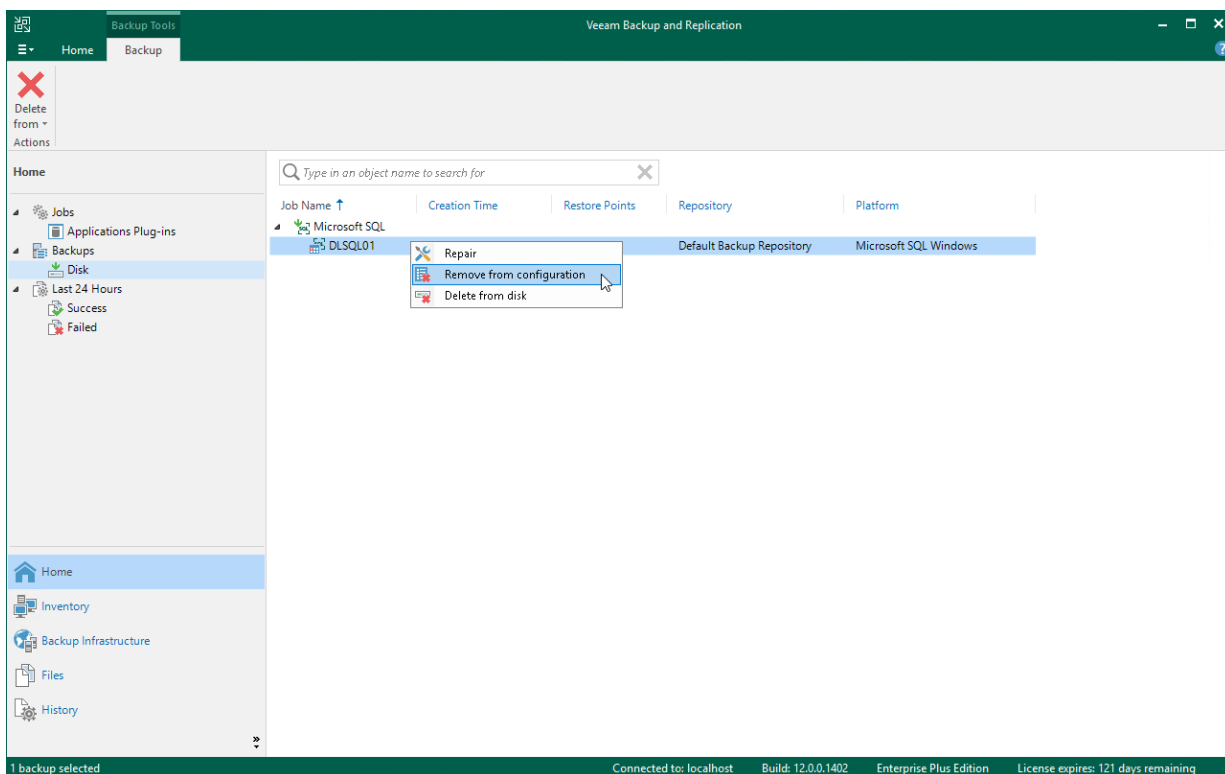 Backup Tools
Veeam Backup and Replication
Home
Backup
?
Delete
from
Actions
Home
Type in an object name to search for
Jobs
Applications Plug-ins
Backups
Disk
Last 24 Hours
Success
Failed
Job Name ↑ Creation Time Restore Points Repository Platform
Microsoft SQL
DLSQL01 Default Backup Repository Microsoft SQL Windows
Repair
Remove from configuration
Delete from disk
Home
Inventory
Backup Infrastructure
Files
History
1 backup selected Connected to: localhost Build: 12.0.0.1402 Enterprise Plus Edition License expires: 121 days remaining